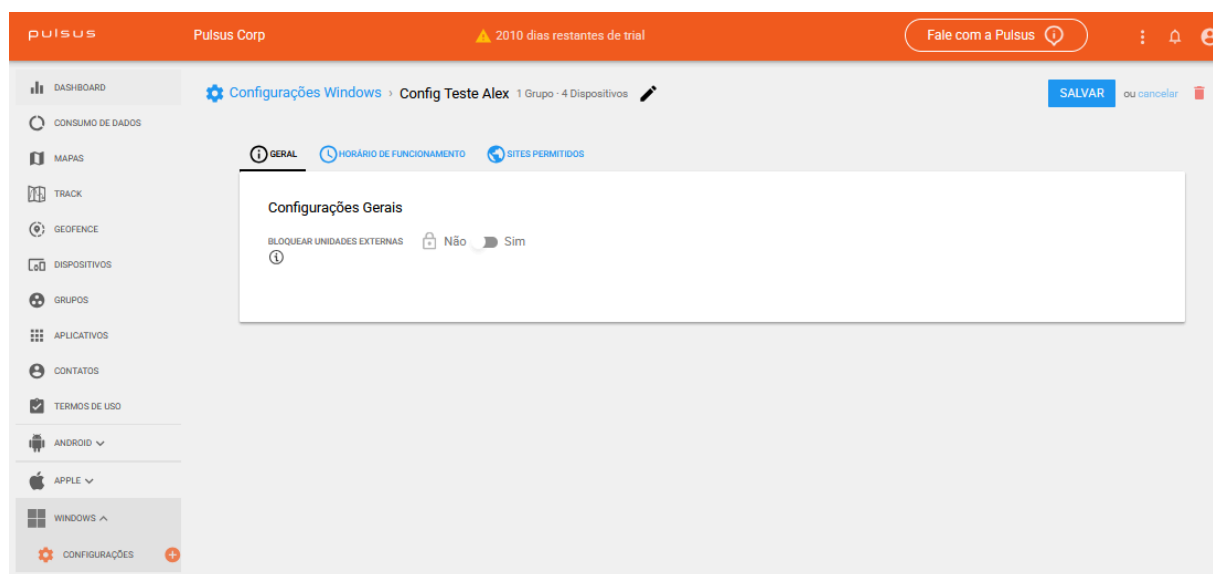 pulsus
Pulsus Corp
2010 dias restantes de trial
Fale com a Pulsus
DASHBOARD
CONSUMO DE DADOS
MAPAS
TRACK
GEOFENCE
DISPOSITIVOS
GRUPOS
APLICATIVOS
CONTATOS
TERMOS DE USO
ANDROID
APPLE
WINDOWS
CONFIGURAÇÕES
Configurações Windows › Config Teste Alex 1 Grupo - 4 Dispositivos
SALVAR ou cancelar
GERAL HORÁRIO DE FUNCIONAMENTO SITES PERMITIDOS
Configurações Gerais
BLOQUEAR UNIDADES EXTERNAS Não Sim